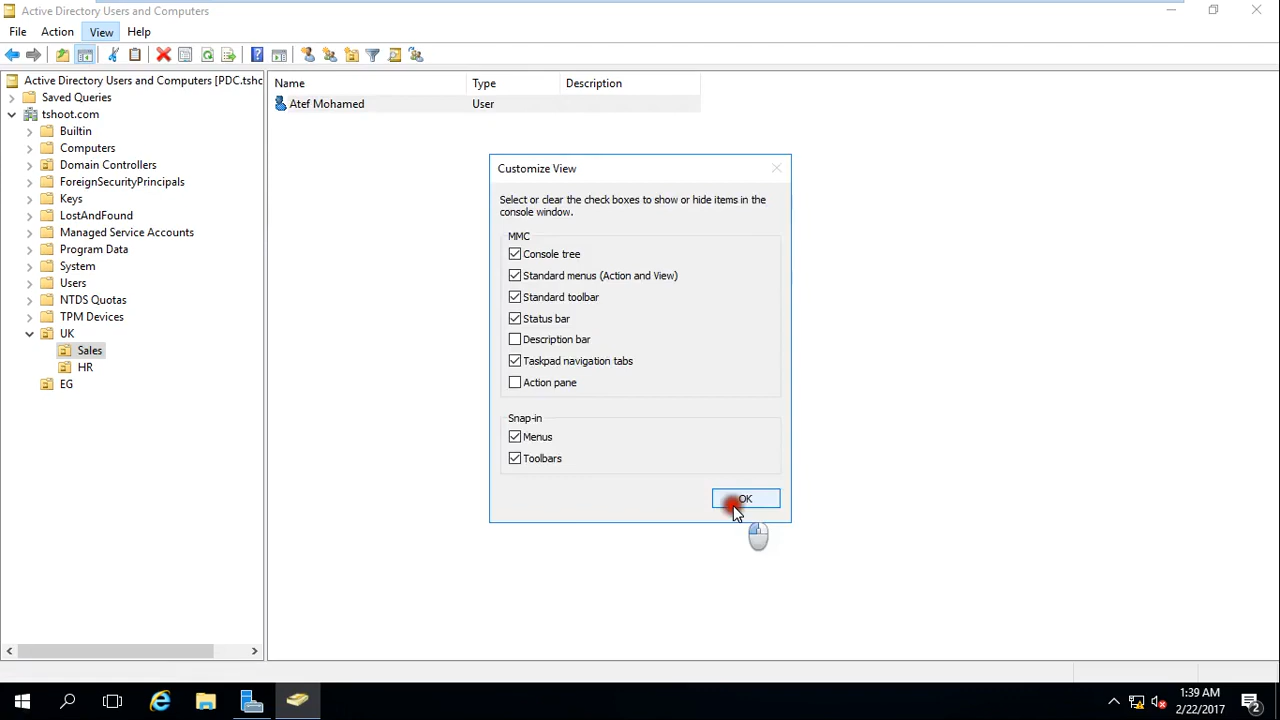 Active Directory Users and Computers
File Action View Help
Active Directory Users and Computers [PDC.tshc
Saved Queries
tshoot.com
Builtin
Computers
Domain Controllers
ForeignSecurityPrincipals
Keys
LostAndFound
Managed Service Accounts
Program Data
System
Users
NTDS Quotas
TPM Devices
UK
Sales
HR
EG
Name Type Description
Atef Mohamed User
Customize View
Select or clear the check boxes to show or hide items in the
console window.
MMC
Console tree
Standard menus (Action and View)
Standard toolbar
Status bar
Description bar
Taskpad navigation tabs
Action pane
Snap-in
Menus
Toolbars
OK
1:39 AM
2/22/2017
2